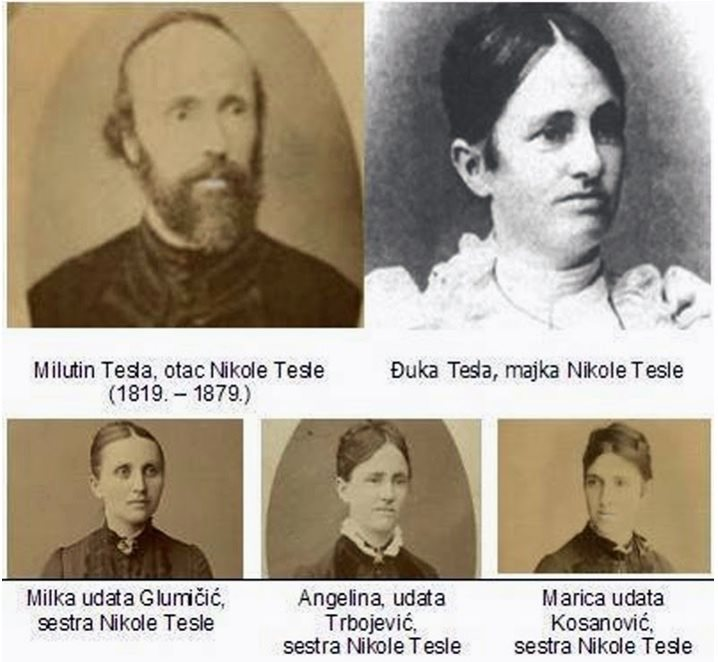 Milutin Tesla, otac Nikole Tesle
(1819. – 1879.)
Đuka Tesla, majka Nikole Tesle
Milka udata Glumičić,
sestra Nikole Tesle
Angelina, udata
Trbojević,
sestra Nikole Tesle
Marica udata
Kosanović,
sestra Nikole Tesle